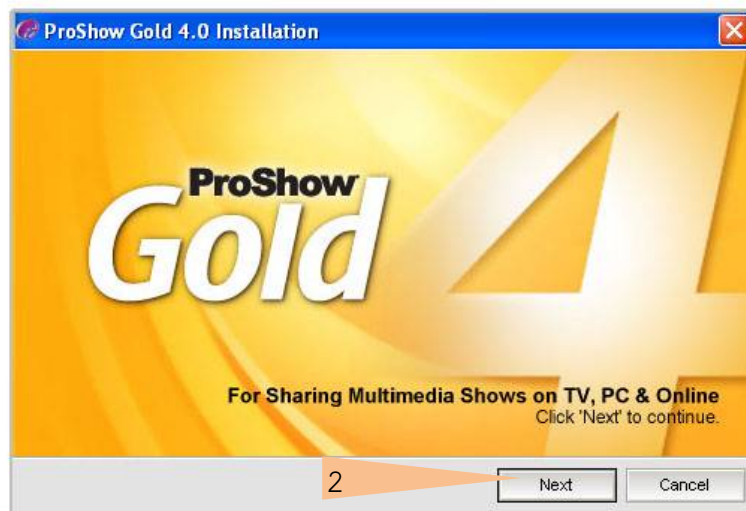 ProShow Gold 4.0 Installation
ProShow
Gold 4
For Sharing Multimedia Shows on TV, PC & Online
Click 'Next' to continue.
2
Next
Cancel